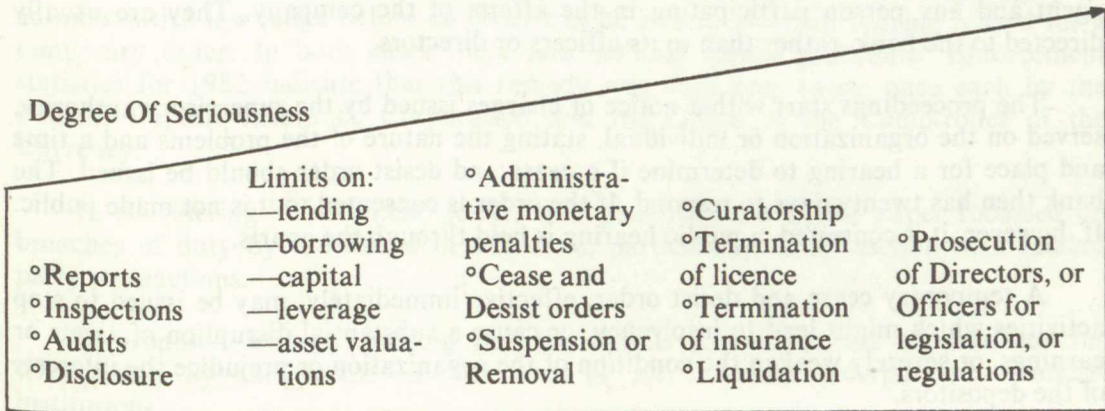 Degree Of Seriousness
°Reports
°Inspections
°Audits
°Disclosure
Limits on:
—lending
—borrowing
—capital
—leverage
—asset valua-
tions
°Administra-
tive monetary
penalties
°Cease and
Desist orders
°Suspension or
Removal
°Curatorship
°Termination
of licence
°Termination
of insurance
°Liquidation
°Prosecution
of Directors, or
Officers for
legislation, or
regulations